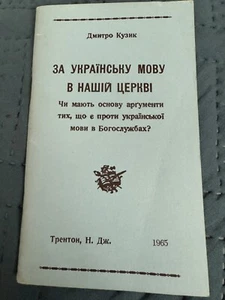 Дмитро Кузик
ЗА УКРАЇНСЬКУ МОВУ
В НАШІЙ ЦЕРКВІ
Чи мають основу аргументи
тих, що є проти української
мови в Богослужбах?
Трентон, Н. Дж. 1965